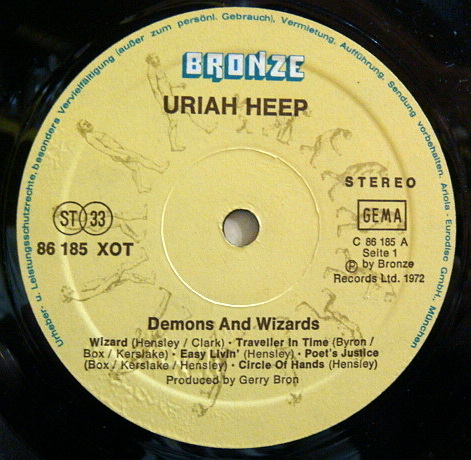 Urheber- u. Leistungsschutzrechte, besonders Vervielfältigung (außer zum persönl. Gebrauch), Vermietung, Aufführung, Sendung vorbehalten. Ariola - Eurodisc GmbH., München
BRONZE
URIAH HEEP
STEREO
ST 33
GEMA
86 185 XOT
C 86 185 A
Seite 1
℗ by Bronze
Records Ltd. 1972
Demons And Wizards
Wizard (Hensley / Clark) · Traveller In Time (Byron /
Box / Kerslake) · Easy Livin' (Hensley) · Poet's Justice
(Box / Kerslake / Hensley) · Circle Of Hands (Hensley)
Produced by Gerry Bron